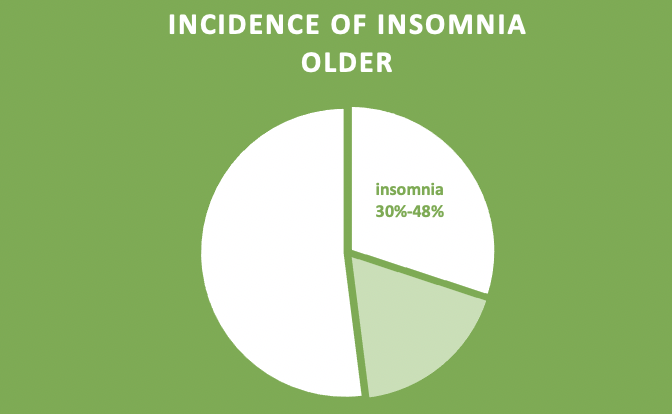 INCIDENCE OF INSOMNIA
OLDER
insomnia
30%-48%